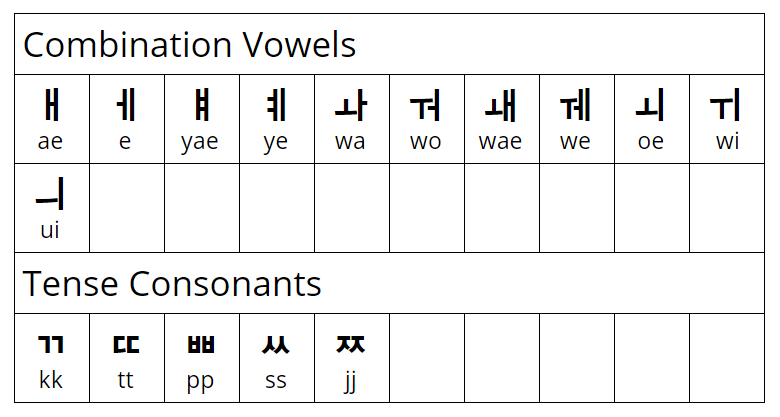 Combination Vowels
ㅐ ㅔ ㅒ ㅖ ㅘ ㅝ ㅙ ㅞ ㅚ ㅟ
ae e yae ye wa wo wae we oe wi
ㅢ
ui
Tense Consonants
ㄲ ㄸ ㅃ ㅆ ㅉ
kk tt pp ss jj